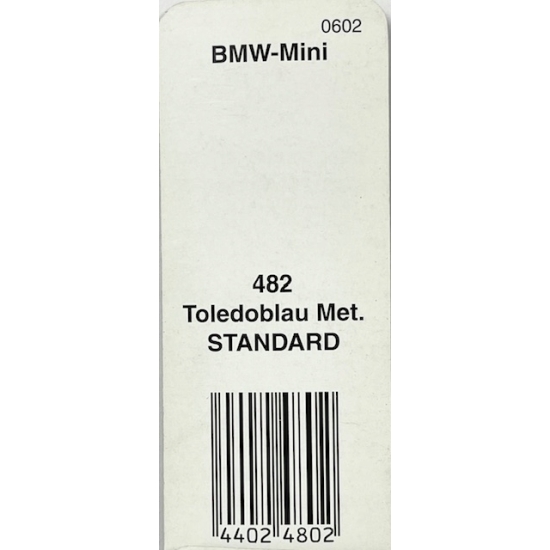 0602
BMW-Mini
482
Toledoblau Met.
STANDARD
4402 4802